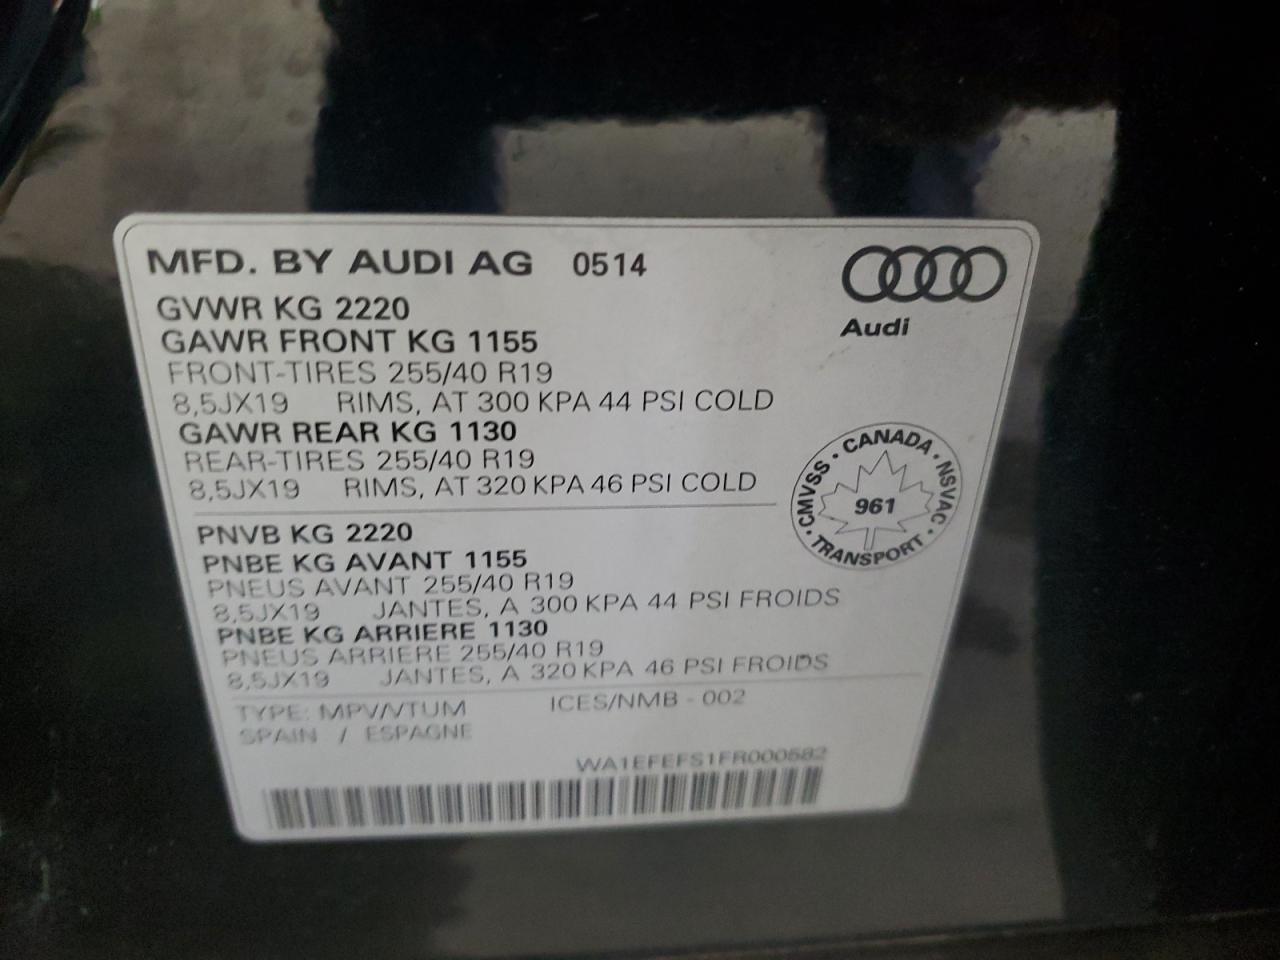 MFD. BY AUDI AG 0514
Audi
GVWR KG 2220
GAWR FRONT KG 1155
FRONT-TIRES 255/40 R19
8,5JX19 RIMS, AT 300 KPA 44 PSI COLD
GAWR REAR KG 1130
REAR-TIRES 255/40 R19
8,5JX19 RIMS, AT 320 KPA 46 PSI COLD
CMVSS · CANADA · NSVAC · TRANSPORT ·
961
PNVB KG 2220
PNBE KG AVANT 1155
PNEUS AVANT 255/40 R19
8,5JX19 JANTES, A 300 KPA 44 PSI FROIDS
PNBE KG ARRIERE 1130
PNEUS ARRIERE 255/40 R19
8,5JX19 JANTES, A 320 KPA 46 PSI FROIDS
TYPE: MPV/VTUM ICES/NMB - 002
SPAIN / ESPAGNE
WA1EFEFS1FR000582